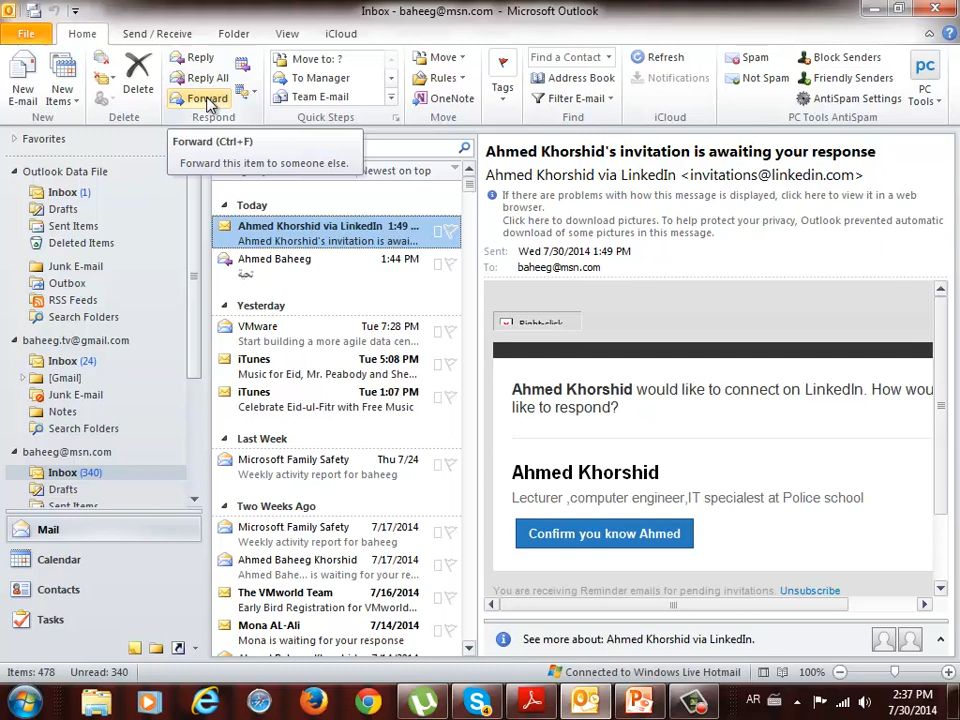 Inbox - baheeg@msn.com - Microsoft Outlook
File
Home
Send / Receive
Folder
View
iCloud
New E-mail
New Items
New
Delete
Delete
Reply
Reply All
Forward
Respond
Move to: ?
To Manager
Team E-mail
Quick Steps
Move
Rules
OneNote
Move
Tags
Find a Contact
Address Book
Filter E-mail
Find
Refresh
Notifications
iCloud
Spam
Not Spam
Block Senders
Friendly Senders
AntiSpam Settings
PC Tools AntiSpam
pc
PC Tools
Forward (Ctrl+F)
Forward this item to someone else.
Favorites
Outlook Data File
Inbox (1)
Drafts
Sent Items
Deleted Items
Junk E-mail
Outbox
RSS Feeds
Search Folders
baheeg.tv@gmail.com
Inbox (24)
[Gmail]
Junk E-mail
Notes
Search Folders
baheeg@msn.com
Inbox (340)
Drafts
Sent Items
Mail
Calendar
Contacts
Tasks
Newest on top
Today
Ahmed Khorshid via LinkedIn 1:49 ...
Ahmed Khorshid's invitation is awai...
Ahmed Baheeg 1:44 PM
تحية
Yesterday
VMware Tue 7:28 PM
Start building a more agile data cen...
iTunes Tue 5:08 PM
Music for Eid, Mr. Peabody and She...
iTunes Tue 1:07 PM
Celebrate Eid-ul-Fitr with Free Music
Last Week
Microsoft Family Safety Thu 7/24
Weekly activity report for baheeg
Two Weeks Ago
Microsoft Family Safety 7/17/2014
Weekly activity report for baheeg
Ahmed Baheeg Khorshid 7/17/2014
Ahmed Bahe... is waiting for your re...
The VMworld Team 7/16/2014
Early Bird Registration for VMworld...
Mona AL-Ali 7/14/2014
Mona is waiting for your response
Ahmed Khorshid's invitation is awaiting your response
Ahmed Khorshid via LinkedIn <invitations@linkedin.com>
If there are problems with how this message is displayed, click here to view it in a web
browser.
Click here to download pictures. To help protect your privacy, Outlook prevented automatic
download of some pictures in this message.
Sent: Wed 7/30/2014 1:49 PM
To: baheeg@msn.com
Right-click
Ahmed Khorshid would like to connect on LinkedIn. How wou
like to respond?
Ahmed Khorshid
Lecturer ,computer engineer,IT specialest at Police school
Confirm you know Ahmed
You are receiving Reminder emails for pending invitations. Unsubscribe
See more about: Ahmed Khorshid via LinkedIn.
Items: 478 Unread: 340
Connected to Windows Live Hotmail
100%
AR
2:37 PM
7/30/2014